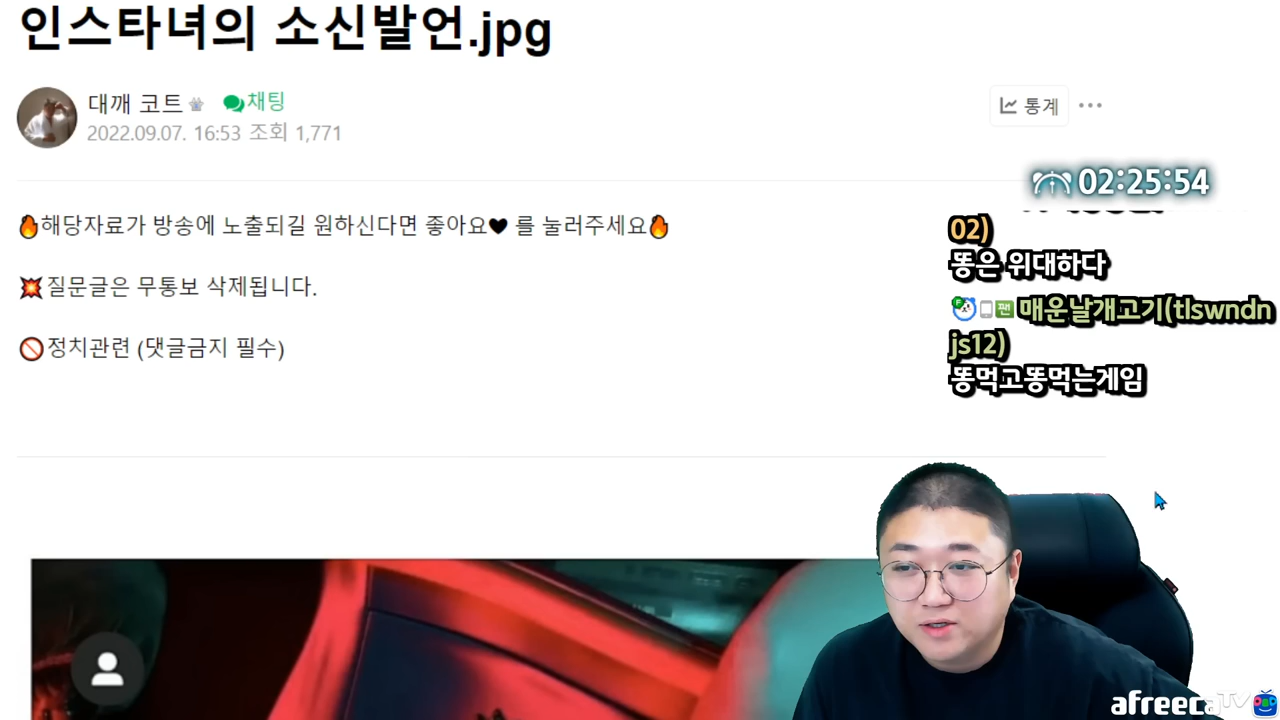 인스타녀의 소신발언.jpg
대깨 코트 채팅
2022.09.07. 16:53 조회 1,771
통계
🔥해당자료가 방송에 노출되길 원하신다면 좋아요🖤 를 눌러주세요🔥
💥질문글은 무통보 삭제됩니다.
🚫정치관련 (댓글금지 필수)
02:25:54
02)
똥은 위대하다
F 팬 매운날개고기(tlswndn
js12)
똥먹고똥먹는게임
afreecaTV